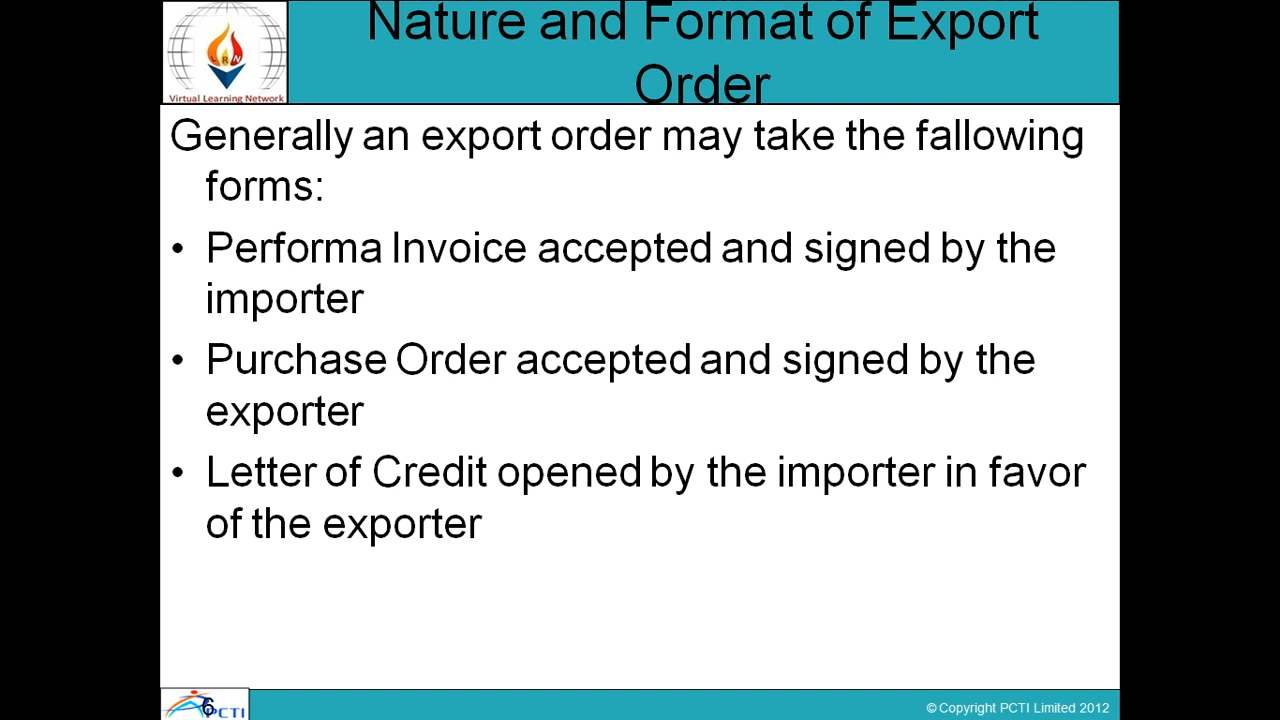 Nature and Format of Export
Order
LRN
Virtual Learning Network
Generally an export order may take the fallowing
forms:
• Performa Invoice accepted and signed by the
importer
• Purchase Order accepted and signed by the
exporter
• Letter of Credit opened by the importer in favor
of the exporter
6
PCTI
© Copyright PCTI Limited 2012